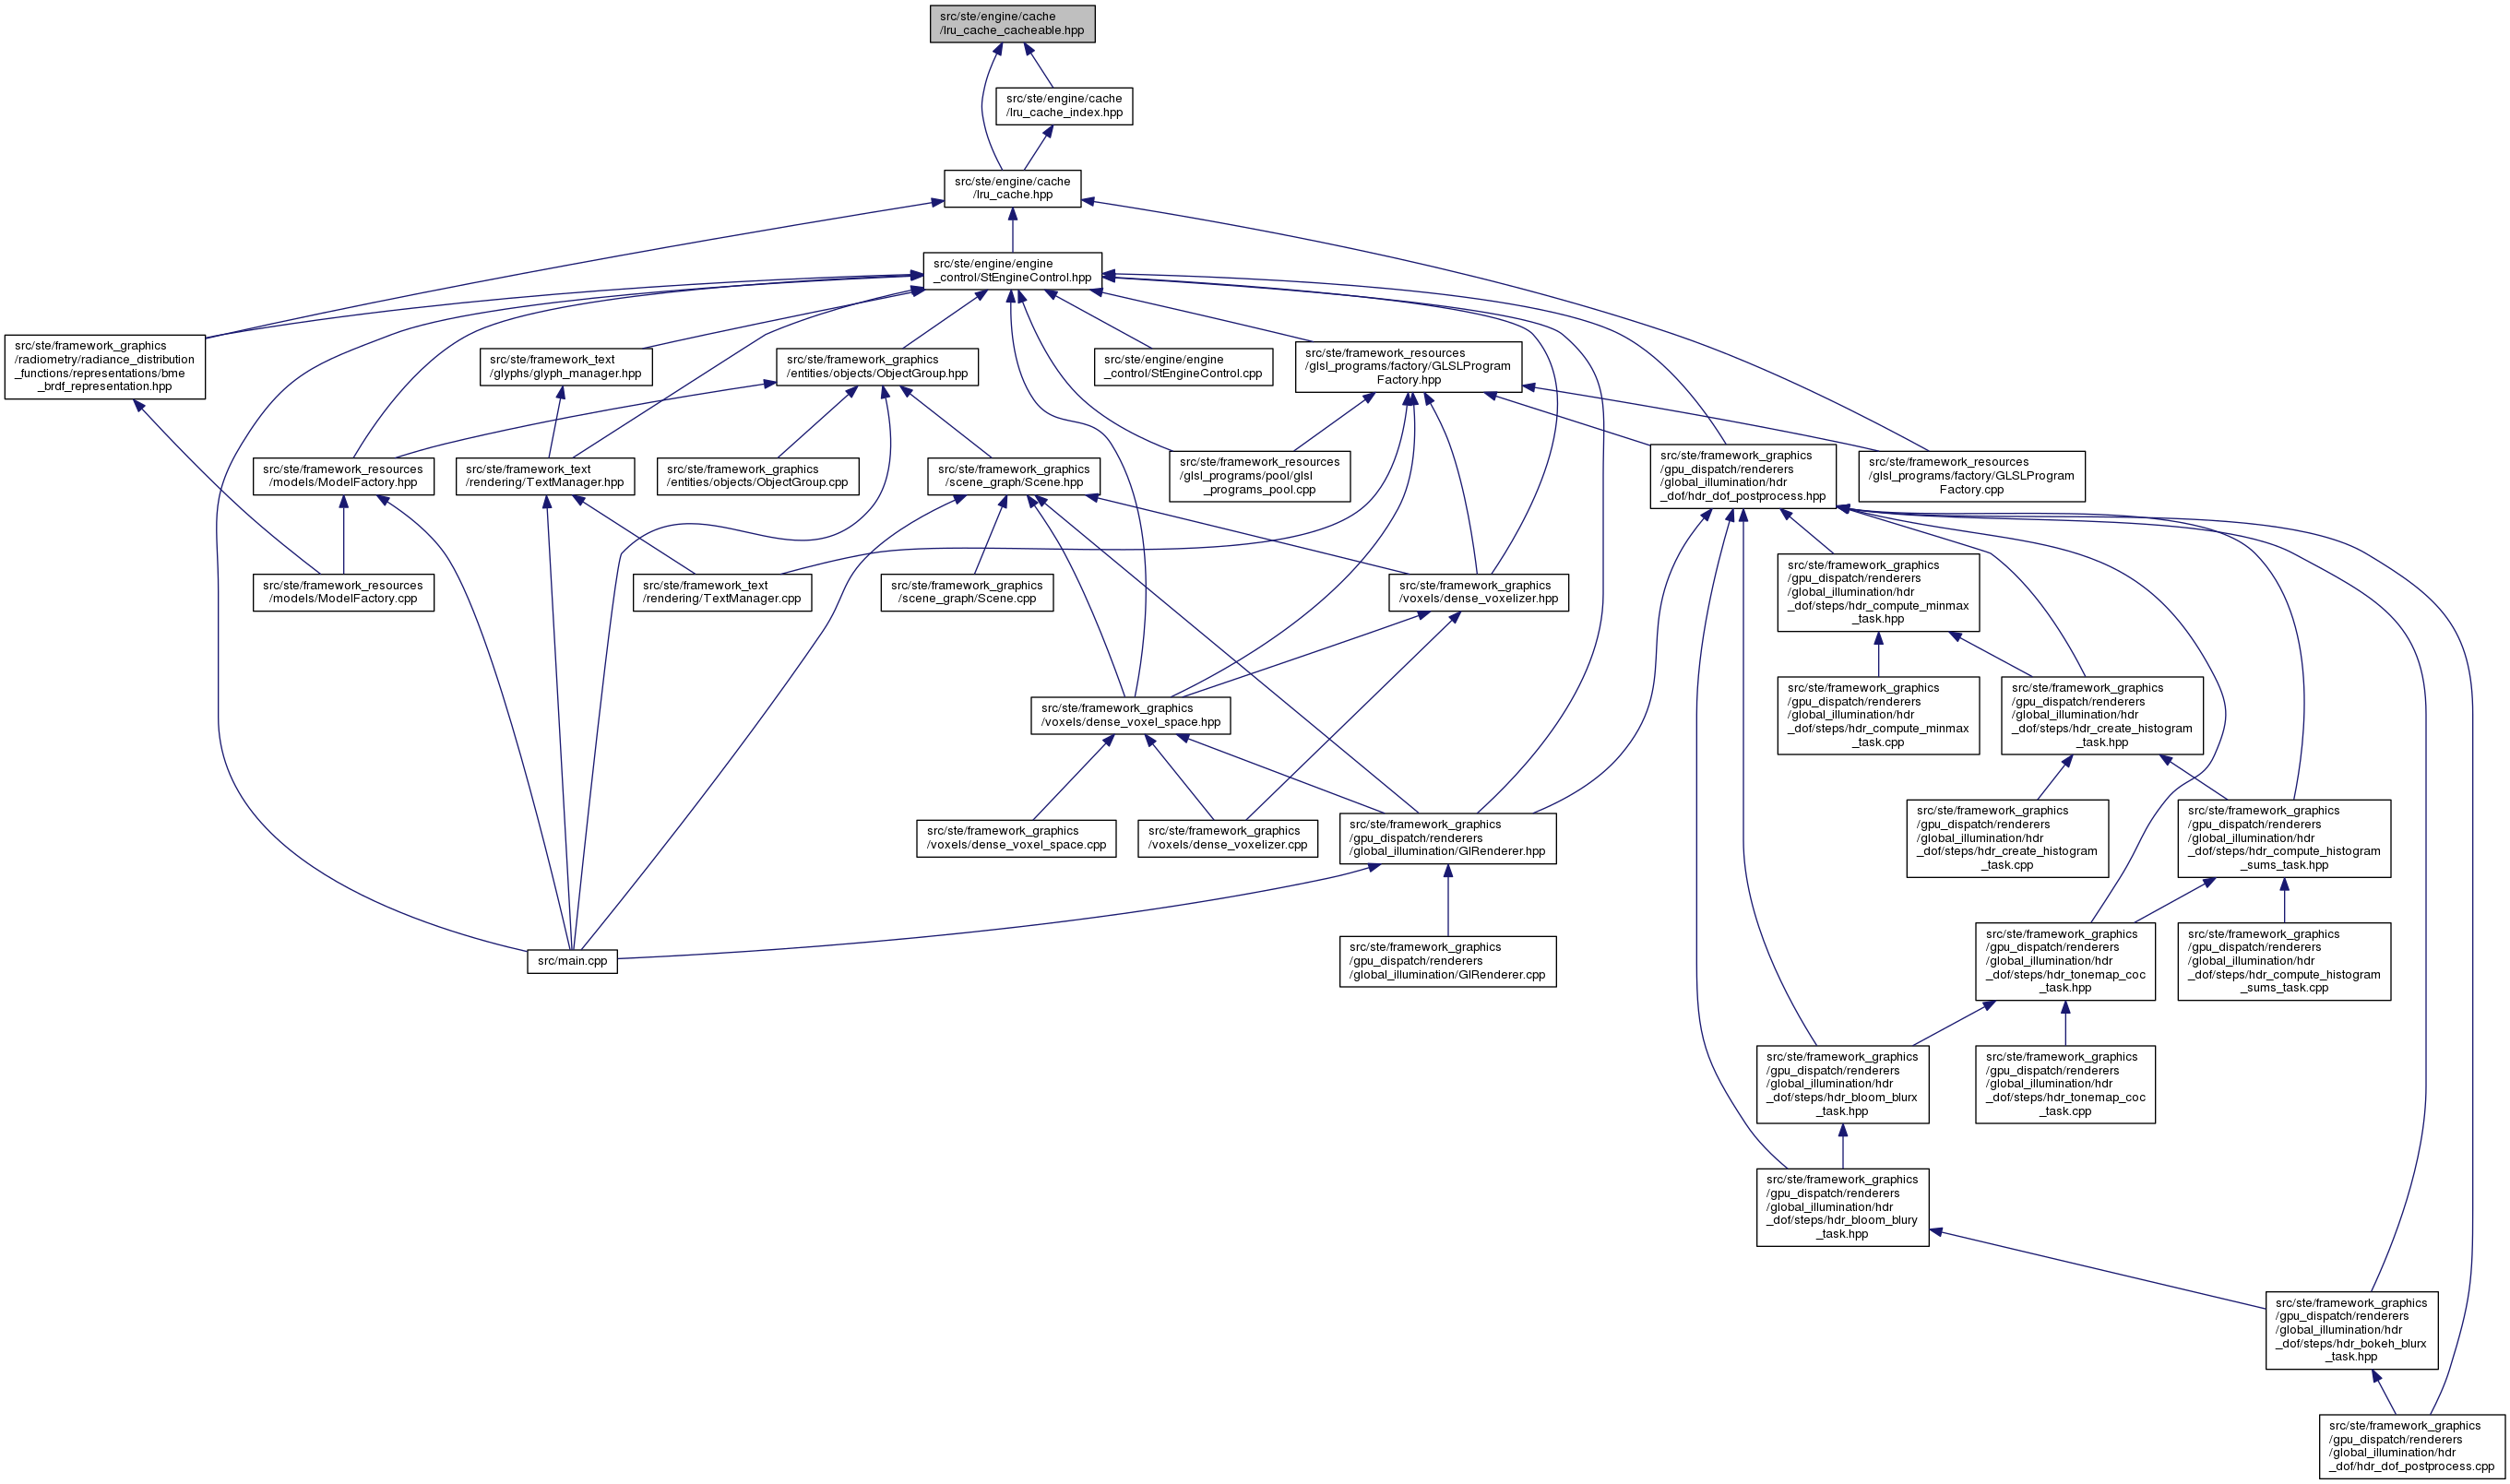 src/ste/engine/cache
/lru_cache_cacheable.hpp
src/ste/engine/cache
/lru_cache_index.hpp
src/ste/engine/cache
/lru_cache.hpp
src/ste/engine/engine
_control/StEngineControl.hpp
src/ste/framework_graphics
/radiometry/radiance_distribution
_functions/representations/bme
_brdf_representation.hpp
src/ste/framework_text
/glyphs/glyph_manager.hpp
src/ste/framework_graphics
/entities/objects/ObjectGroup.hpp
src/ste/engine/engine
_control/StEngineControl.cpp
src/ste/framework_resources
/glsl_programs/factory/GLSLProgram
Factory.hpp
src/ste/framework_resources
/models/ModelFactory.hpp
src/ste/framework_text
/rendering/TextManager.hpp
src/ste/framework_graphics
/entities/objects/ObjectGroup.cpp
src/ste/framework_graphics
/scene_graph/Scene.hpp
src/ste/framework_resources
/glsl_programs/pool/glsl
_programs_pool.cpp
src/ste/framework_graphics
/gpu_dispatch/renderers
/global_illumination/hdr
_dof/hdr_dof_postprocess.hpp
src/ste/framework_resources
/glsl_programs/factory/GLSLProgram
Factory.cpp
src/ste/framework_resources
/models/ModelFactory.cpp
src/ste/framework_text
/rendering/TextManager.cpp
src/ste/framework_graphics
/scene_graph/Scene.cpp
src/ste/framework_graphics
/voxels/dense_voxelizer.hpp
src/ste/framework_graphics
/gpu_dispatch/renderers
/global_illumination/hdr
_dof/steps/hdr_compute_minmax
_task.hpp
src/ste/framework_graphics
/voxels/dense_voxel_space.hpp
src/ste/framework_graphics
/gpu_dispatch/renderers
/global_illumination/hdr
_dof/steps/hdr_compute_minmax
_task.cpp
src/ste/framework_graphics
/gpu_dispatch/renderers
/global_illumination/hdr
_dof/steps/hdr_create_histogram
_task.hpp
src/ste/framework_graphics
/voxels/dense_voxel_space.cpp
src/ste/framework_graphics
/voxels/dense_voxelizer.cpp
src/ste/framework_graphics
/gpu_dispatch/renderers
/global_illumination/GIRenderer.hpp
src/ste/framework_graphics
/gpu_dispatch/renderers
/global_illumination/hdr
_dof/steps/hdr_create_histogram
_task.cpp
src/ste/framework_graphics
/gpu_dispatch/renderers
/global_illumination/hdr
_dof/steps/hdr_compute_histogram
_sums_task.hpp
src/main.cpp
src/ste/framework_graphics
/gpu_dispatch/renderers
/global_illumination/GIRenderer.cpp
src/ste/framework_graphics
/gpu_dispatch/renderers
/global_illumination/hdr
_dof/steps/hdr_tonemap_coc
_task.hpp
src/ste/framework_graphics
/gpu_dispatch/renderers
/global_illumination/hdr
_dof/steps/hdr_compute_histogram
_sums_task.cpp
src/ste/framework_graphics
/gpu_dispatch/renderers
/global_illumination/hdr
_dof/steps/hdr_bloom_blurx
_task.hpp
src/ste/framework_graphics
/gpu_dispatch/renderers
/global_illumination/hdr
_dof/steps/hdr_tonemap_coc
_task.cpp
src/ste/framework_graphics
/gpu_dispatch/renderers
/global_illumination/hdr
_dof/steps/hdr_bloom_blury
_task.hpp
src/ste/framework_graphics
/gpu_dispatch/renderers
/global_illumination/hdr
_dof/steps/hdr_bokeh_blurx
_task.hpp
src/ste/framework_graphics
/gpu_dispatch/renderers
/global_illumination/hdr
_dof/hdr_dof_postprocess.cpp